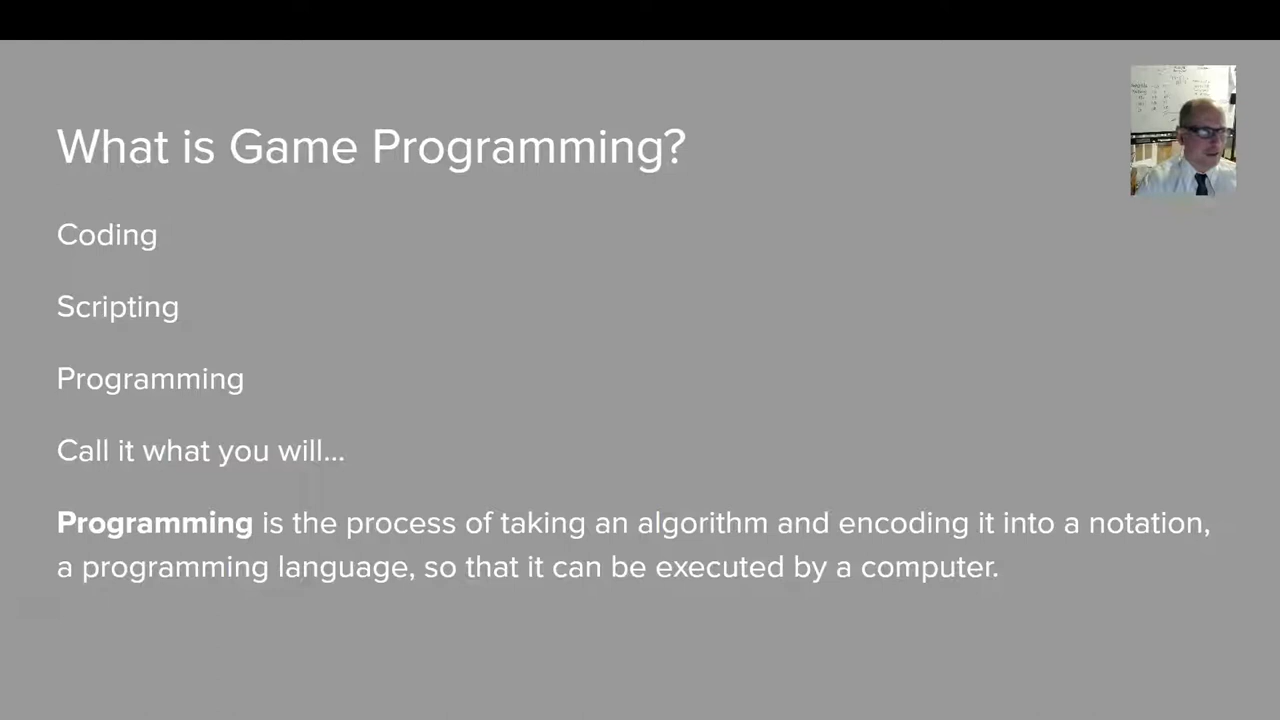 What is Game Programming?
Coding
Scripting
Programming
Call it what you will...
Programming is the process of taking an algorithm and encoding it into a notation,
a programming language, so that it can be executed by a computer.